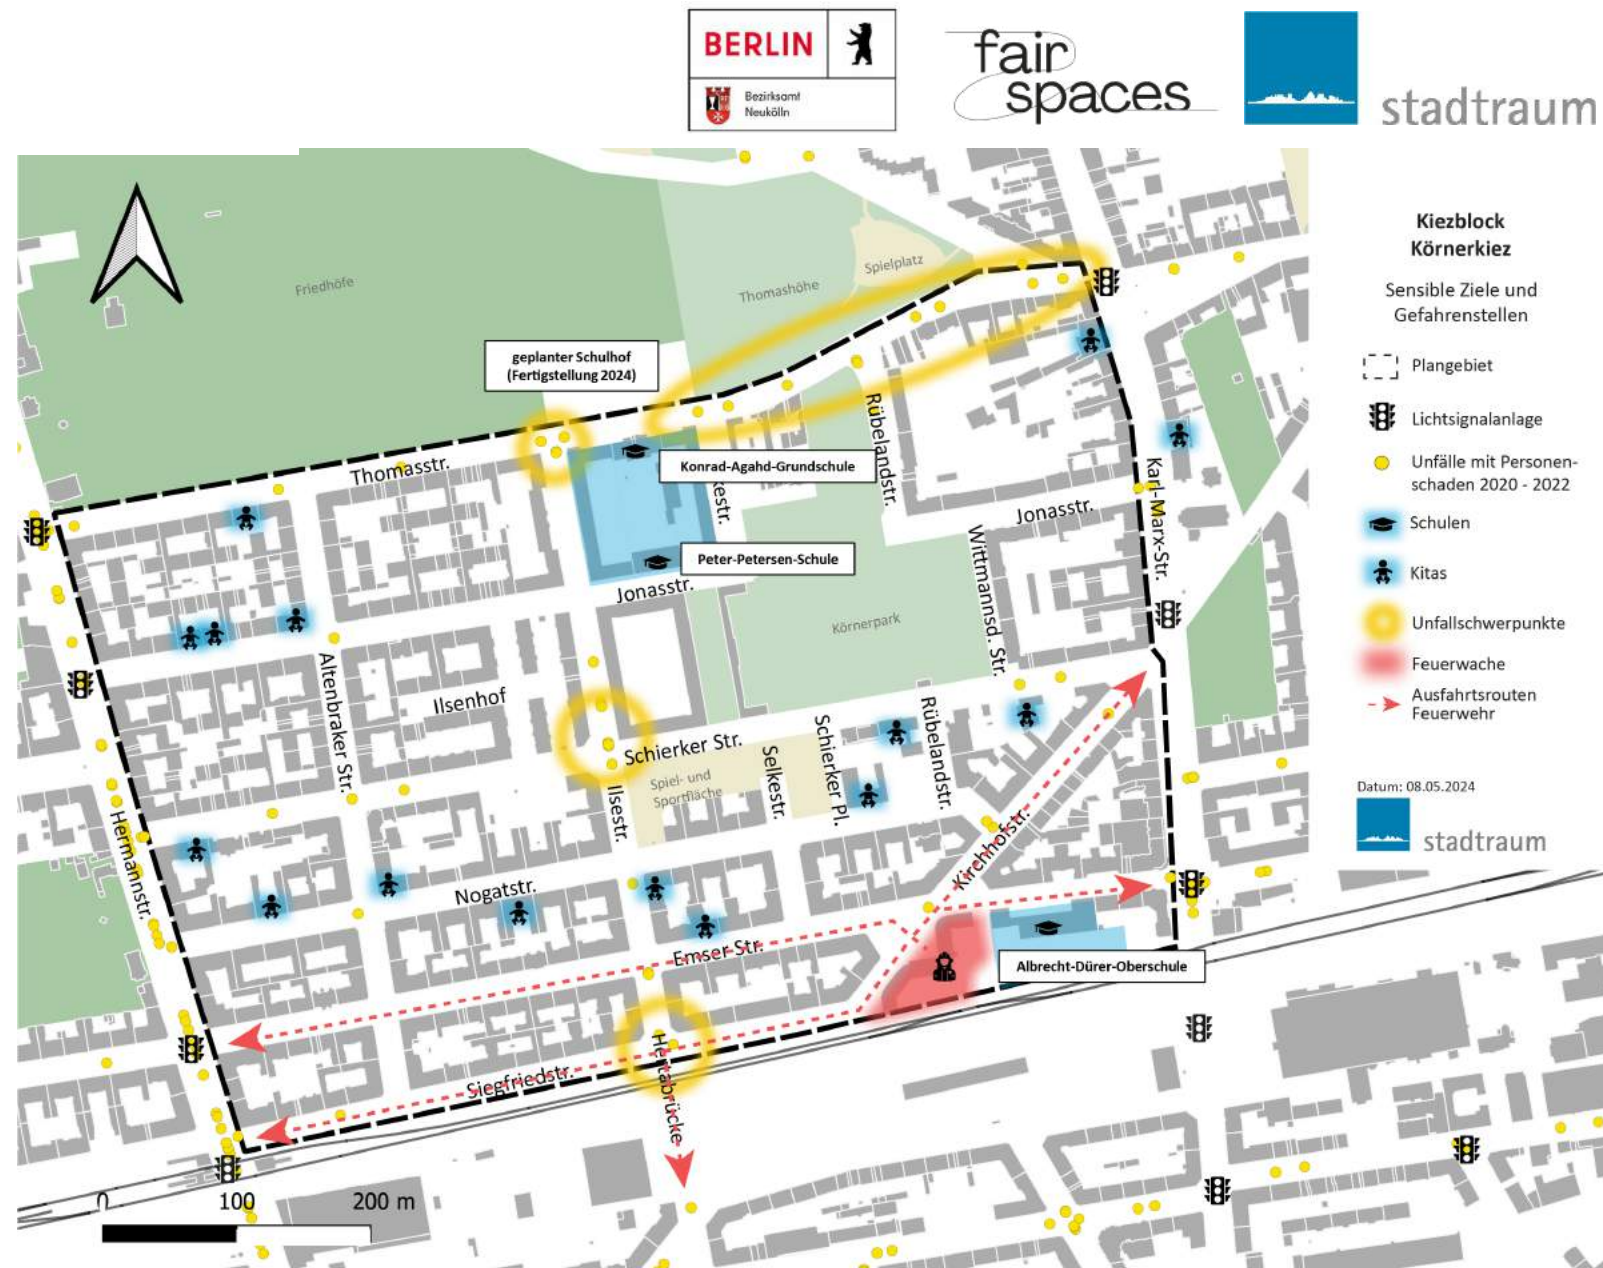 BERLIN
Bezirksamt
Neukölln
fair
spaces
stadtraum
Kiezblock
Körnerkiez
Sensible Ziele und
Gefahrenstellen
Plangebiet
Lichtsignalanlage
Unfälle mit Personen-
schaden 2020 - 2022
Schulen
Kitas
Unfallschwerpunkte
Feuerwache
Ausfahrtsrouten
Feuerwehr
Datum: 08.05.2024
stadtraum
Friedhöfe
Thomashöhe
Spielplatz
geplanter Schulhof
(Fertigstellung 2024)
Thomasstr.
Konrad-Agahd-Grundschule
Rübelandstr.
kestr.
Karl-Marx-Str.
Jonasstr.
Wittmannsd. Str.
Peter-Petersen-Schule
Jonasstr.
Körnerpark
Altenbraker Str.
Ilsenhof
Schierker Str.
Spiel- und
Sportfläche
Selkestr.
Schierker Pl.
Rübelandstr.
Ilsestr.
Hermannstr.
Kirchhofstr.
Nogatstr.
Emser Str.
Albrecht-Dürer-Oberschule
Hertabrücke
Siegfriedstr.
0 100 200 m